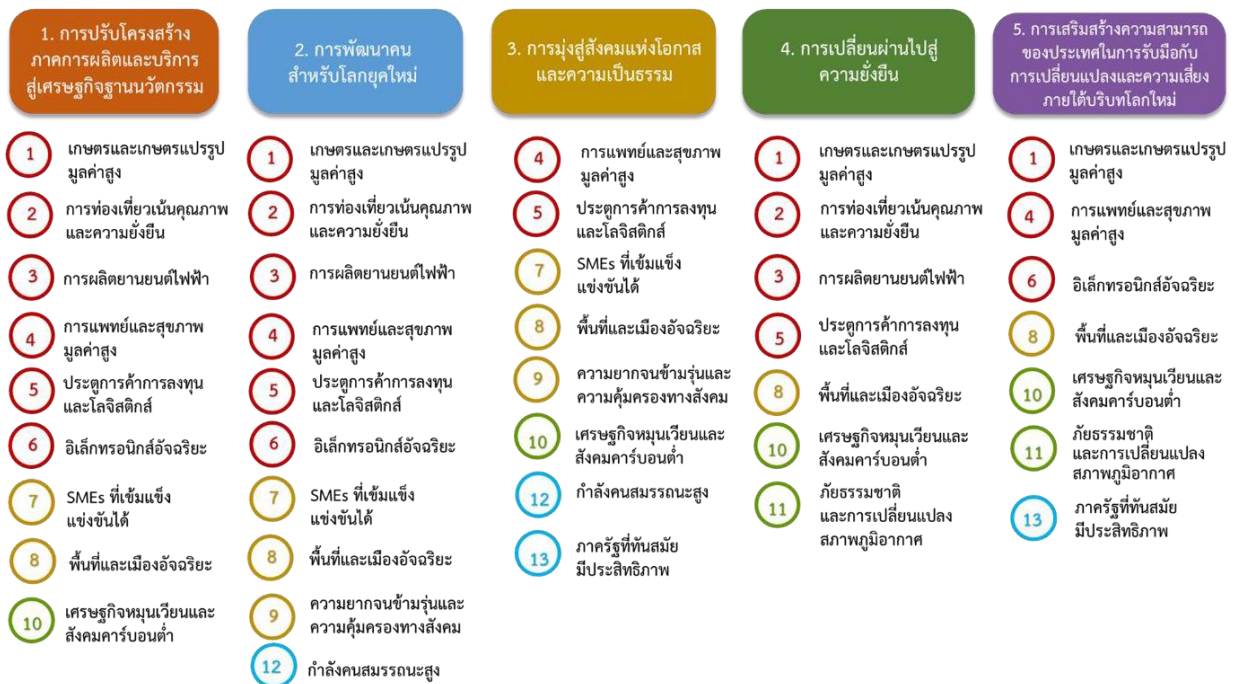 1. การปรับโครงสร้าง
ภาคการผลิตและบริการ
สู่เศรษฐกิจฐานนวัตกรรม
1
เกษตรและเกษตรแปรรูป
มูลค่าสูง
2
การท่องเที่ยวเน้นคุณภาพ
และความยั่งยืน
3
การผลิตยานยนต์ไฟฟ้า
4
การแพทย์และสุขภาพ
มูลค่าสูง
5
ประตูการค้าการลงทุน
และโลจิสติกส์
6
อิเล็กทรอนิกส์อัจฉริยะ
7
SMEs ที่เข้มแข็ง
แข่งขันได้
8
พื้นที่และเมืองอัจฉริยะ
10
เศรษฐกิจหมุนเวียนและ
สังคมคาร์บอนต่ำ
2. การพัฒนาคน
สำหรับโลกยุคใหม่
1
เกษตรและเกษตรแปรรูป
มูลค่าสูง
2
การท่องเที่ยวเน้นคุณภาพ
และความยั่งยืน
3
การผลิตยานยนต์ไฟฟ้า
4
การแพทย์และสุขภาพ
มูลค่าสูง
5
ประตูการค้าการลงทุน
และโลจิสติกส์
6
อิเล็กทรอนิกส์อัจฉริยะ
7
SMEs ที่เข้มแข็ง
แข่งขันได้
8
พื้นที่และเมืองอัจฉริยะ
9
ความยากจนข้ามรุ่นและ
ความคุ้มครองทางสังคม
12
กำลังคนสมรรถนะสูง
3. การมุ่งสู่สังคมแห่งโอกาส
และความเป็นธรรม
4
การแพทย์และสุขภาพ
มูลค่าสูง
5
ประตูการค้าการลงทุน
และโลจิสติกส์
7
SMEs ที่เข้มแข็ง
แข่งขันได้
8
พื้นที่และเมืองอัจฉริยะ
9
ความยากจนข้ามรุ่นและ
ความคุ้มครองทางสังคม
10
เศรษฐกิจหมุนเวียนและ
สังคมคาร์บอนต่ำ
12
กำลังคนสมรรถนะสูง
13
ภาครัฐที่ทันสมัย
มีประสิทธิภาพ
4. การเปลี่ยนผ่านไปสู่
ความยั่งยืน
1
เกษตรและเกษตรแปรรูป
มูลค่าสูง
2
การท่องเที่ยวเน้นคุณภาพ
และความยั่งยืน
3
การผลิตยานยนต์ไฟฟ้า
5
ประตูการค้าการลงทุน
และโลจิสติกส์
8
พื้นที่และเมืองอัจฉริยะ
10
เศรษฐกิจหมุนเวียนและ
สังคมคาร์บอนต่ำ
11
ภัยธรรมชาติ
และการเปลี่ยนแปลง
สภาพภูมิอากาศ
5. การเสริมสร้างความสามารถ
ของประเทศในการรับมือกับ
การเปลี่ยนแปลงและความเสี่ยง
ภายใต้บริบทโลกใหม่
1
เกษตรและเกษตรแปรรูป
มูลค่าสูง
4
การแพทย์และสุขภาพ
มูลค่าสูง
6
อิเล็กทรอนิกส์อัจฉริยะ
8
พื้นที่และเมืองอัจฉริยะ
10
เศรษฐกิจหมุนเวียนและ
สังคมคาร์บอนต่ำ
11
ภัยธรรมชาติ
และการเปลี่ยนแปลง
สภาพภูมิอากาศ
13
ภาครัฐที่ทันสมัย
มีประสิทธิภาพ